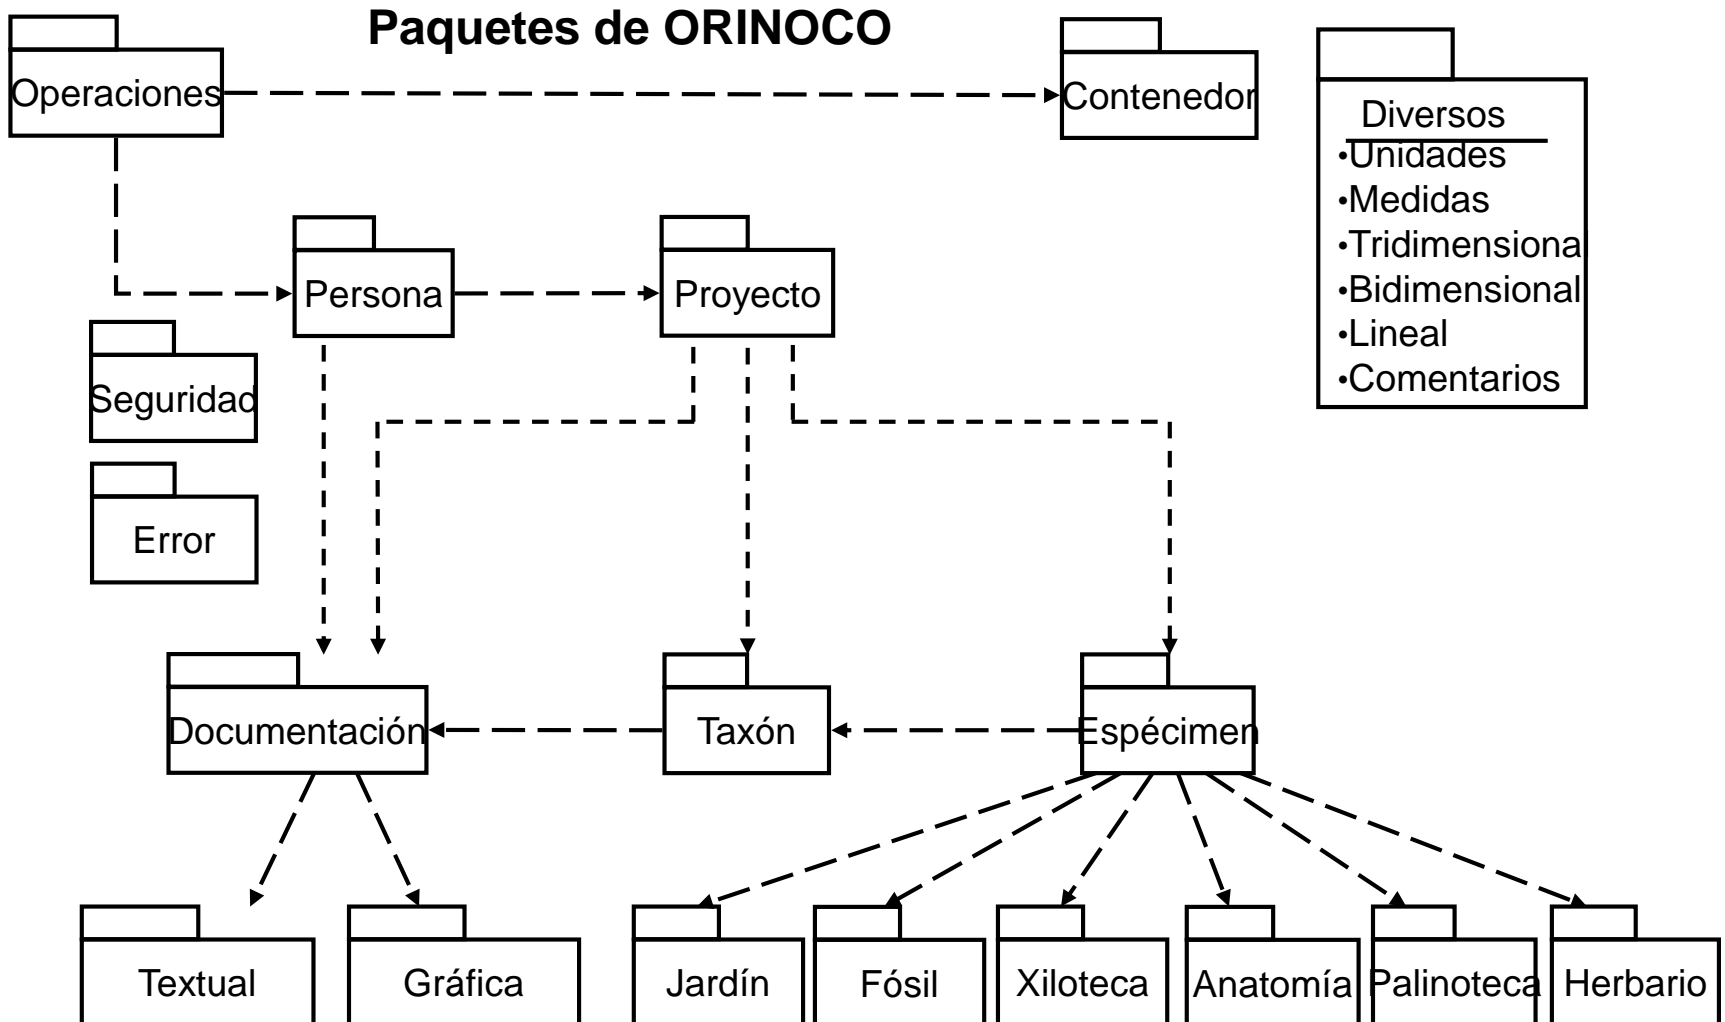 Paquetes de ORINOCO
Operaciones
Contenedor
Diversos
•Unidades
•Medidas
•Tridimensional
•Bidimensional
•Lineal
•Comentarios
Persona
Proyecto
Seguridad
Error
Documentación
Taxón
Espécimen
Textual
Gráfica
Jardín
Fósil
Xiloteca
Anatomía
Palinoteca
Herbario